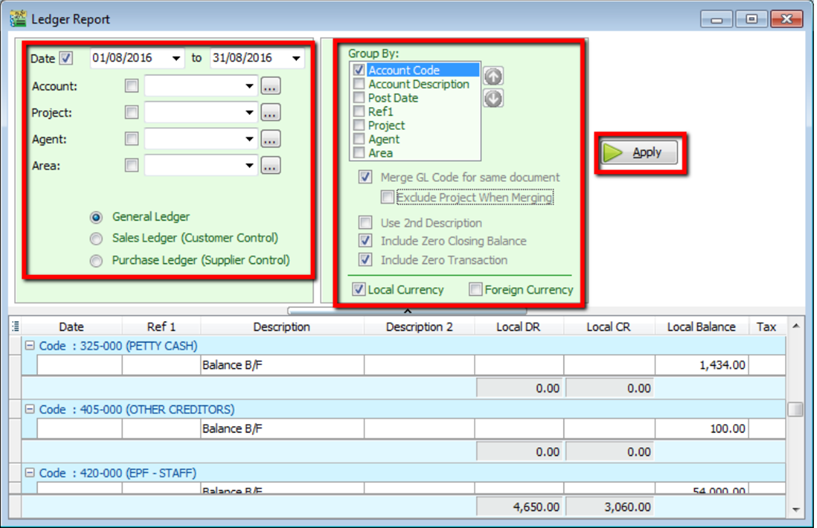 Ledger Report
Date 01/08/2016 to 31/08/2016
Account: ...
Project: ...
Agent: ...
Area: ...
General Ledger
Sales Ledger (Customer Control)
Purchase Ledger (Supplier Control)
Group By:
Account Code
Account Description
Post Date
Ref1
Project
Agent
Area
Merge GL Code for same document
Exclude Project When Merging
Use 2nd Description
Include Zero Closing Balance
Include Zero Transaction
Local Currency Foreign Currency
Apply
Date Ref 1 Description Description 2 Local DR Local CR Local Balance Tax
Code : 325-000 (PETTY CASH)
Balance B/F 1,434.00
0.00 0.00
Code : 405-000 (OTHER CREDITORS)
Balance B/F 100.00
0.00 0.00
Code : 420-000 (EPF - STAFF)
Balance B/F 54,000.00
4,650.00 3,060.00